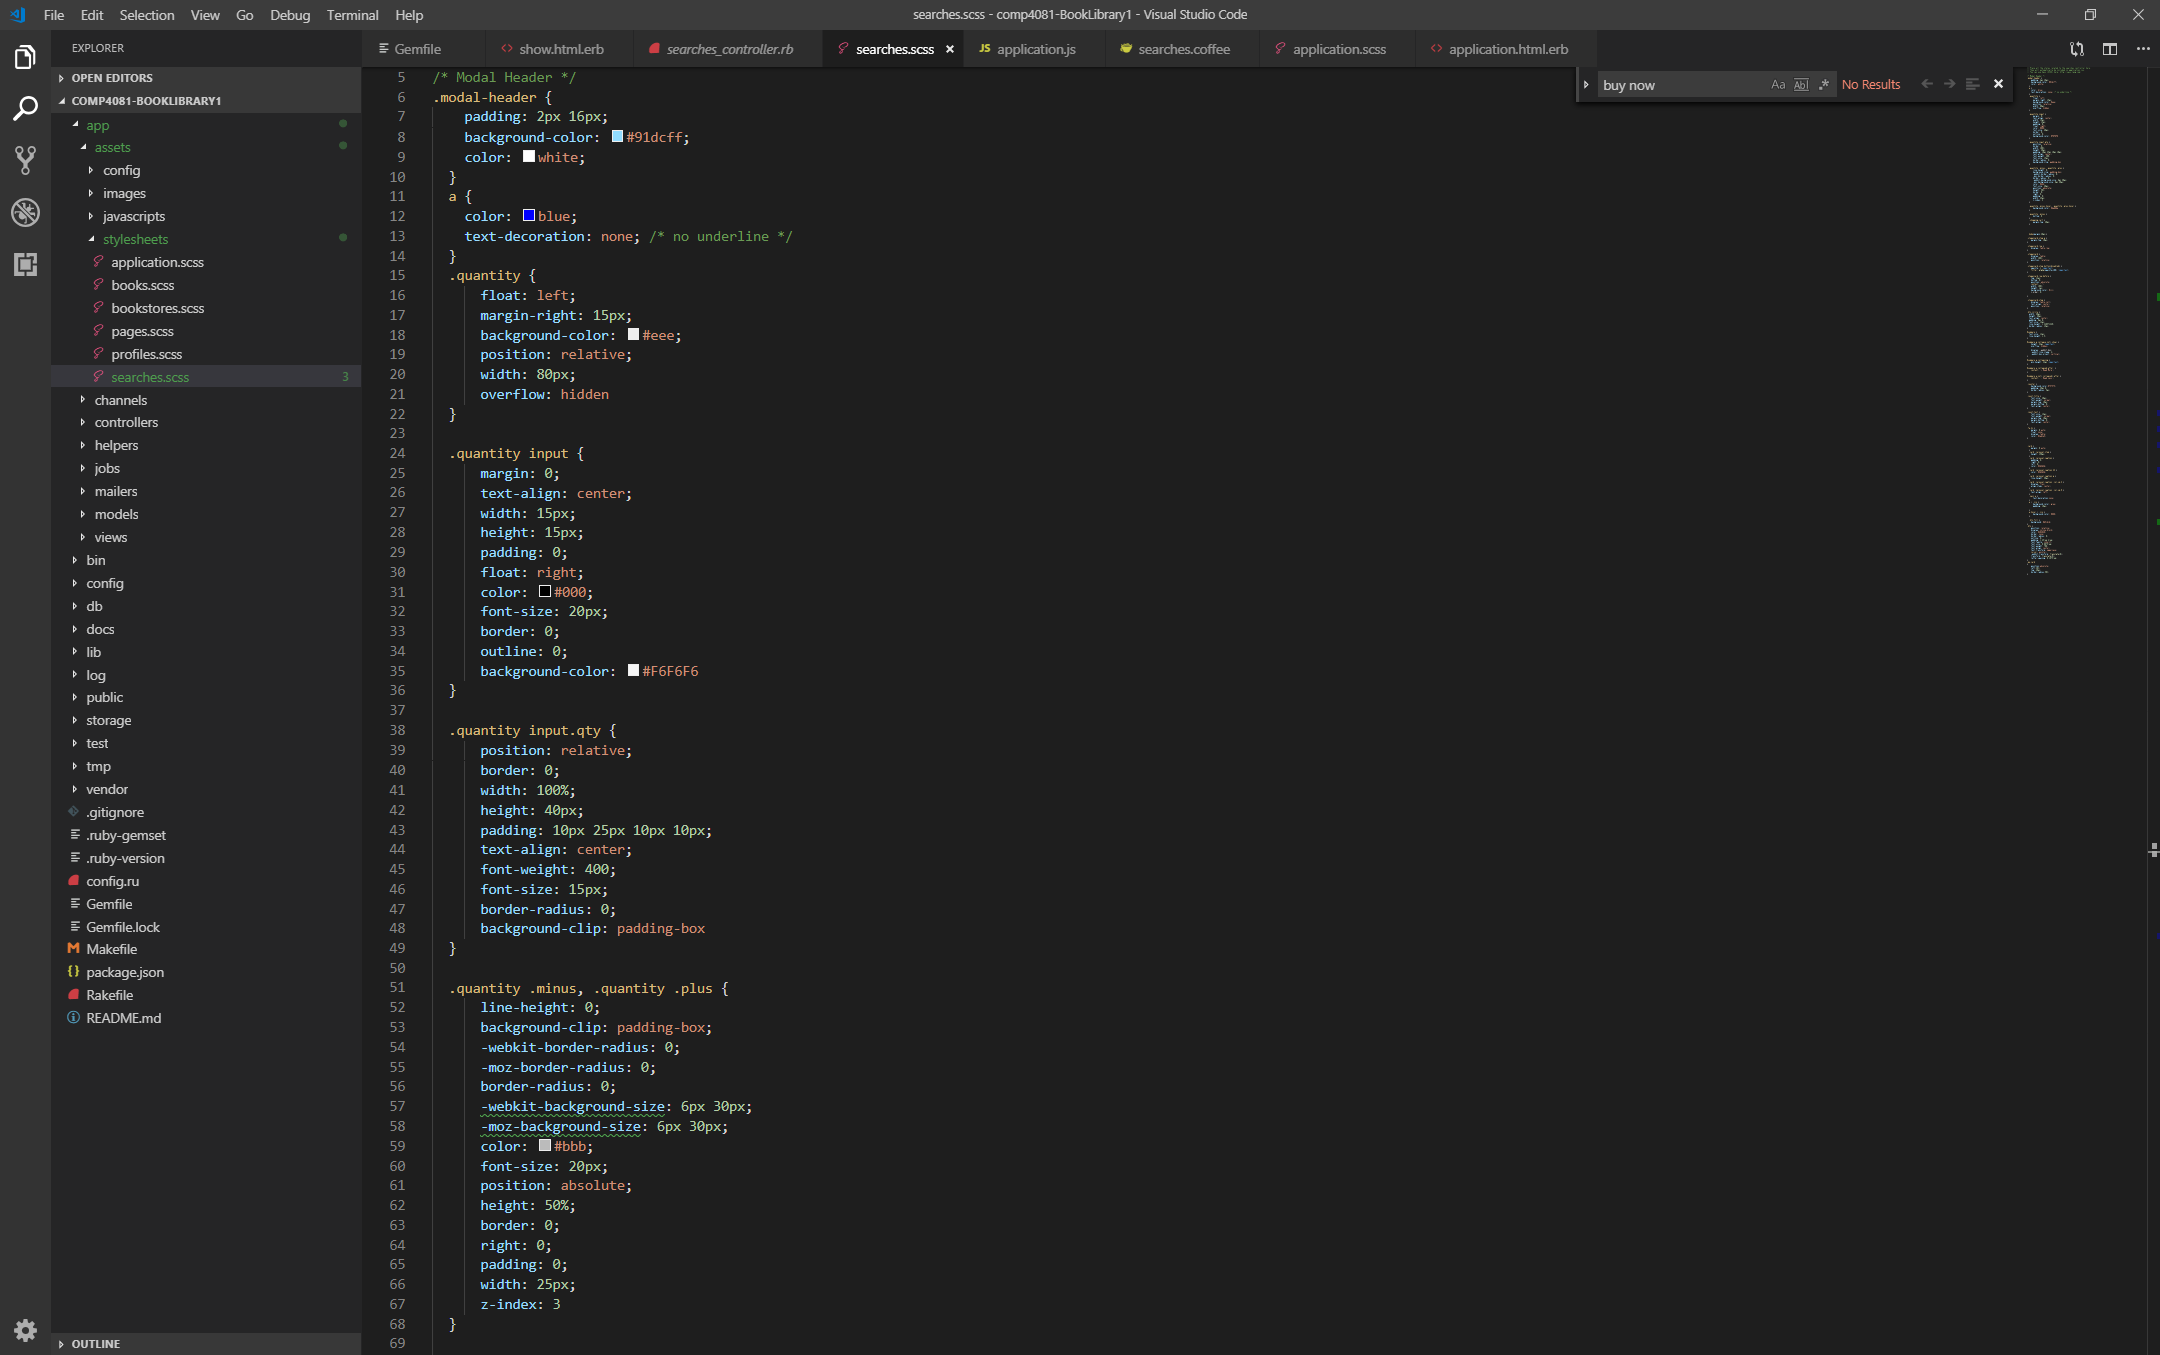 File Edit Selection View Go Debug Terminal Help
searches.scss - comp4081-BookLibrary1 - Visual Studio Code
EXPLORER
Gemfile
show.html.erb
searches_controller.rb
searches.scss
JS application.js
searches.coffee
application.scss
application.html.erb
buy now
Aa Abl .*
No Results
OPEN EDITORS
COMP4081-BOOKLIBRARY1
app
assets
config
images
javascripts
stylesheets
application.scss
books.scss
bookstores.scss
pages.scss
profiles.scss
searches.scss 3
channels
controllers
helpers
jobs
mailers
models
views
bin
config
db
docs
lib
log
public
storage
test
tmp
vendor
.gitignore
.ruby-gemset
.ruby-version
config.ru
Gemfile
Gemfile.lock
M Makefile
{} package.json
Rakefile
README.md
OUTLINE
5 /* Modal Header */
6 .modal-header {
7 padding: 2px 16px;
8 background-color: #91dcff;
9 color: white;
10 }
11 a {
12 color: blue;
13 text-decoration: none; /* no underline */
14 }
15 .quantity {
16 float: left;
17 margin-right: 15px;
18 background-color: #eee;
19 position: relative;
20 width: 80px;
21 overflow: hidden
22 }
23
24 .quantity input {
25 margin: 0;
26 text-align: center;
27 width: 15px;
28 height: 15px;
29 padding: 0;
30 float: right;
31 color: #000;
32 font-size: 20px;
33 border: 0;
34 outline: 0;
35 background-color: #F6F6F6
36 }
37
38 .quantity input.qty {
39 position: relative;
40 border: 0;
41 width: 100%;
42 height: 40px;
43 padding: 10px 25px 10px 10px;
44 text-align: center;
45 font-weight: 400;
46 font-size: 15px;
47 border-radius: 0;
48 background-clip: padding-box
49 }
50
51 .quantity .minus, .quantity .plus {
52 line-height: 0;
53 background-clip: padding-box;
54 -webkit-border-radius: 0;
55 -moz-border-radius: 0;
56 border-radius: 0;
57 -webkit-background-size: 6px 30px;
58 -moz-background-size: 6px 30px;
59 color: #bbb;
60 font-size: 20px;
61 position: absolute;
62 height: 50%;
63 border: 0;
64 right: 0;
65 padding: 0;
66 width: 25px;
67 z-index: 3
68 }
69